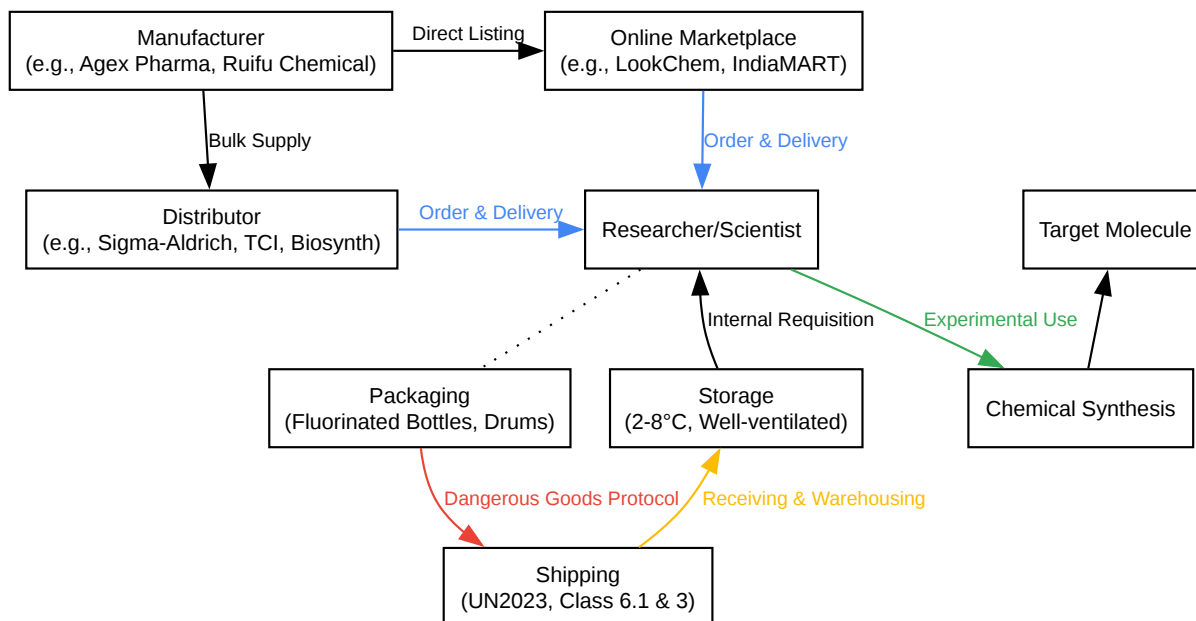 Manufacturer
(e.g., Agex Pharma, Ruifu Chemical)
Direct Listing
Online Marketplace
(e.g., LookChem, IndiaMART)
Bulk Supply
Order & Delivery
Distributor
(e.g., Sigma-Aldrich, TCI, Biosynth)
Order & Delivery
Researcher/Scientist
Target Molecule
Internal Requisition
Experimental Use
Packaging
(Fluorinated Bottles, Drums)
Storage
(2-8°C, Well-ventilated)
Chemical Synthesis
Dangerous Goods Protocol
Receiving & Warehousing
Shipping
(UN2023, Class 6.1 & 3)